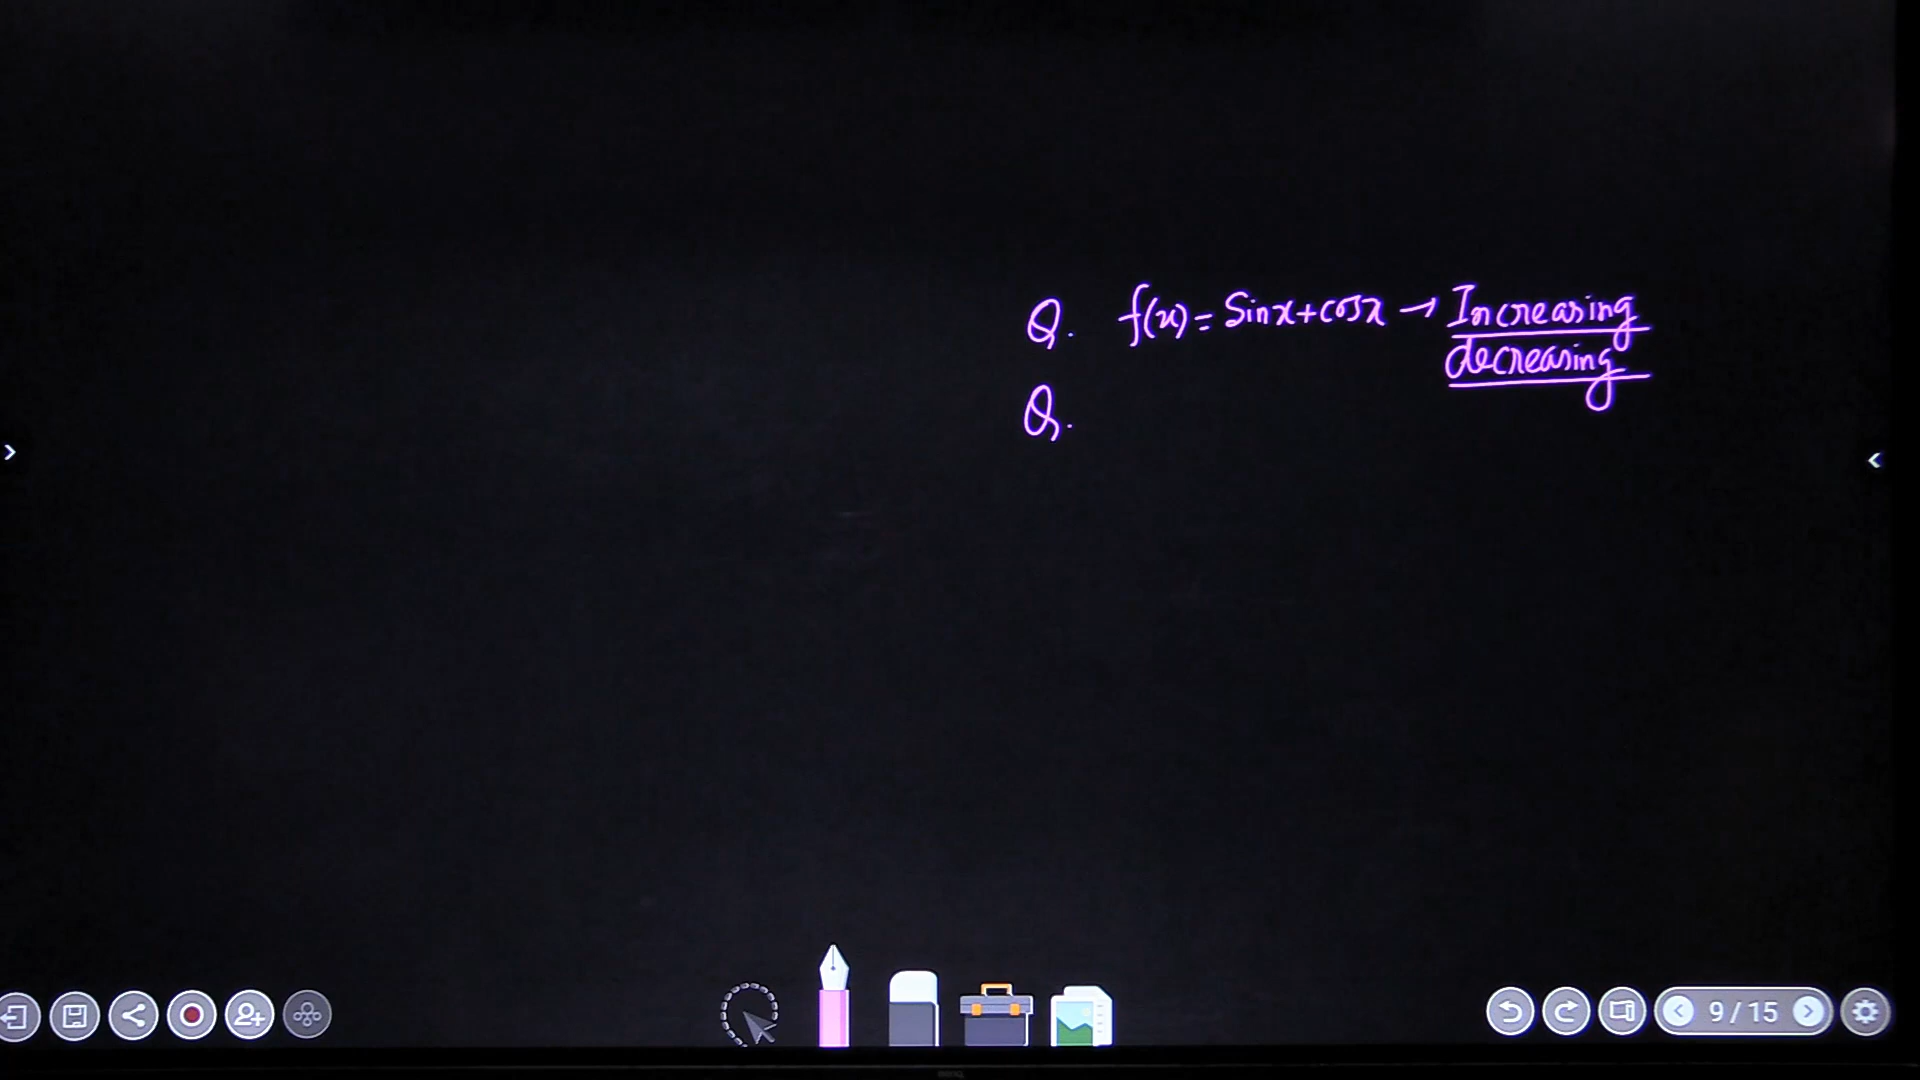 Q. f(x) = Sinx+cosx → Increasing
decreasing
Q.
9/15